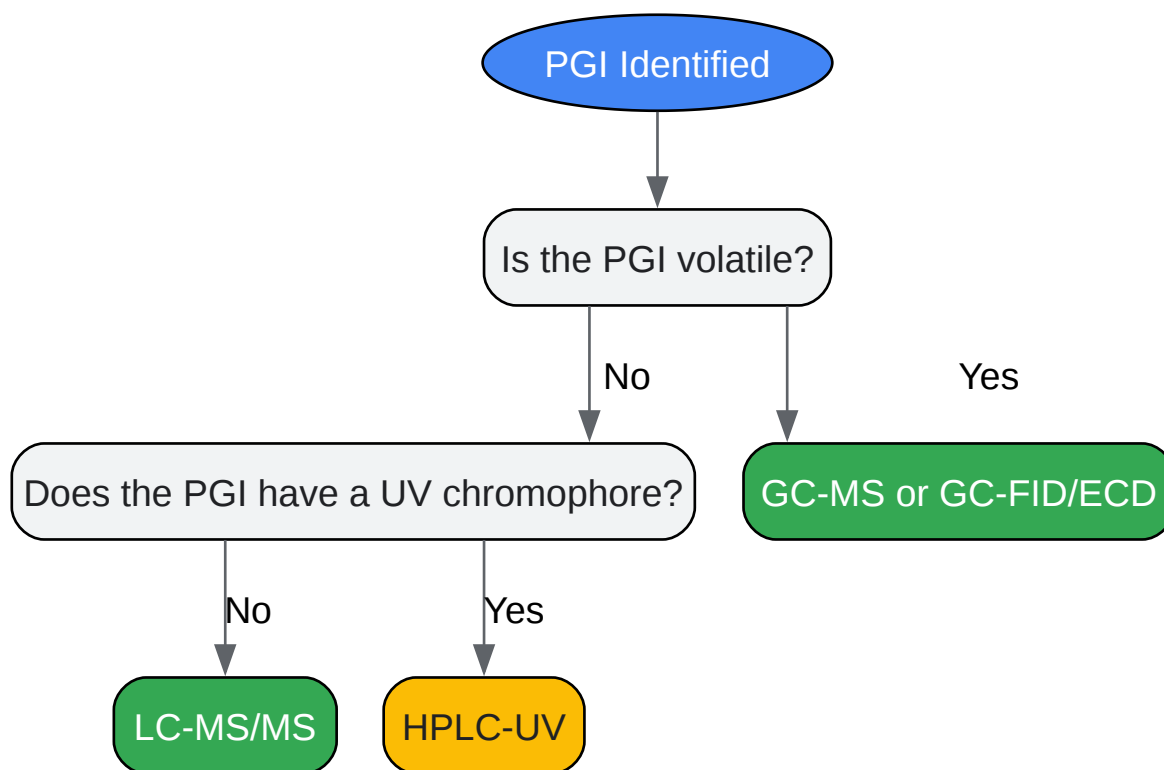 PGI Identified
Is the PGI volatile?
No
Yes
Does the PGI have a UV chromophore?
GC-MS or GC-FID/ECD
No
Yes
LC-MS/MS
HPLC-UV